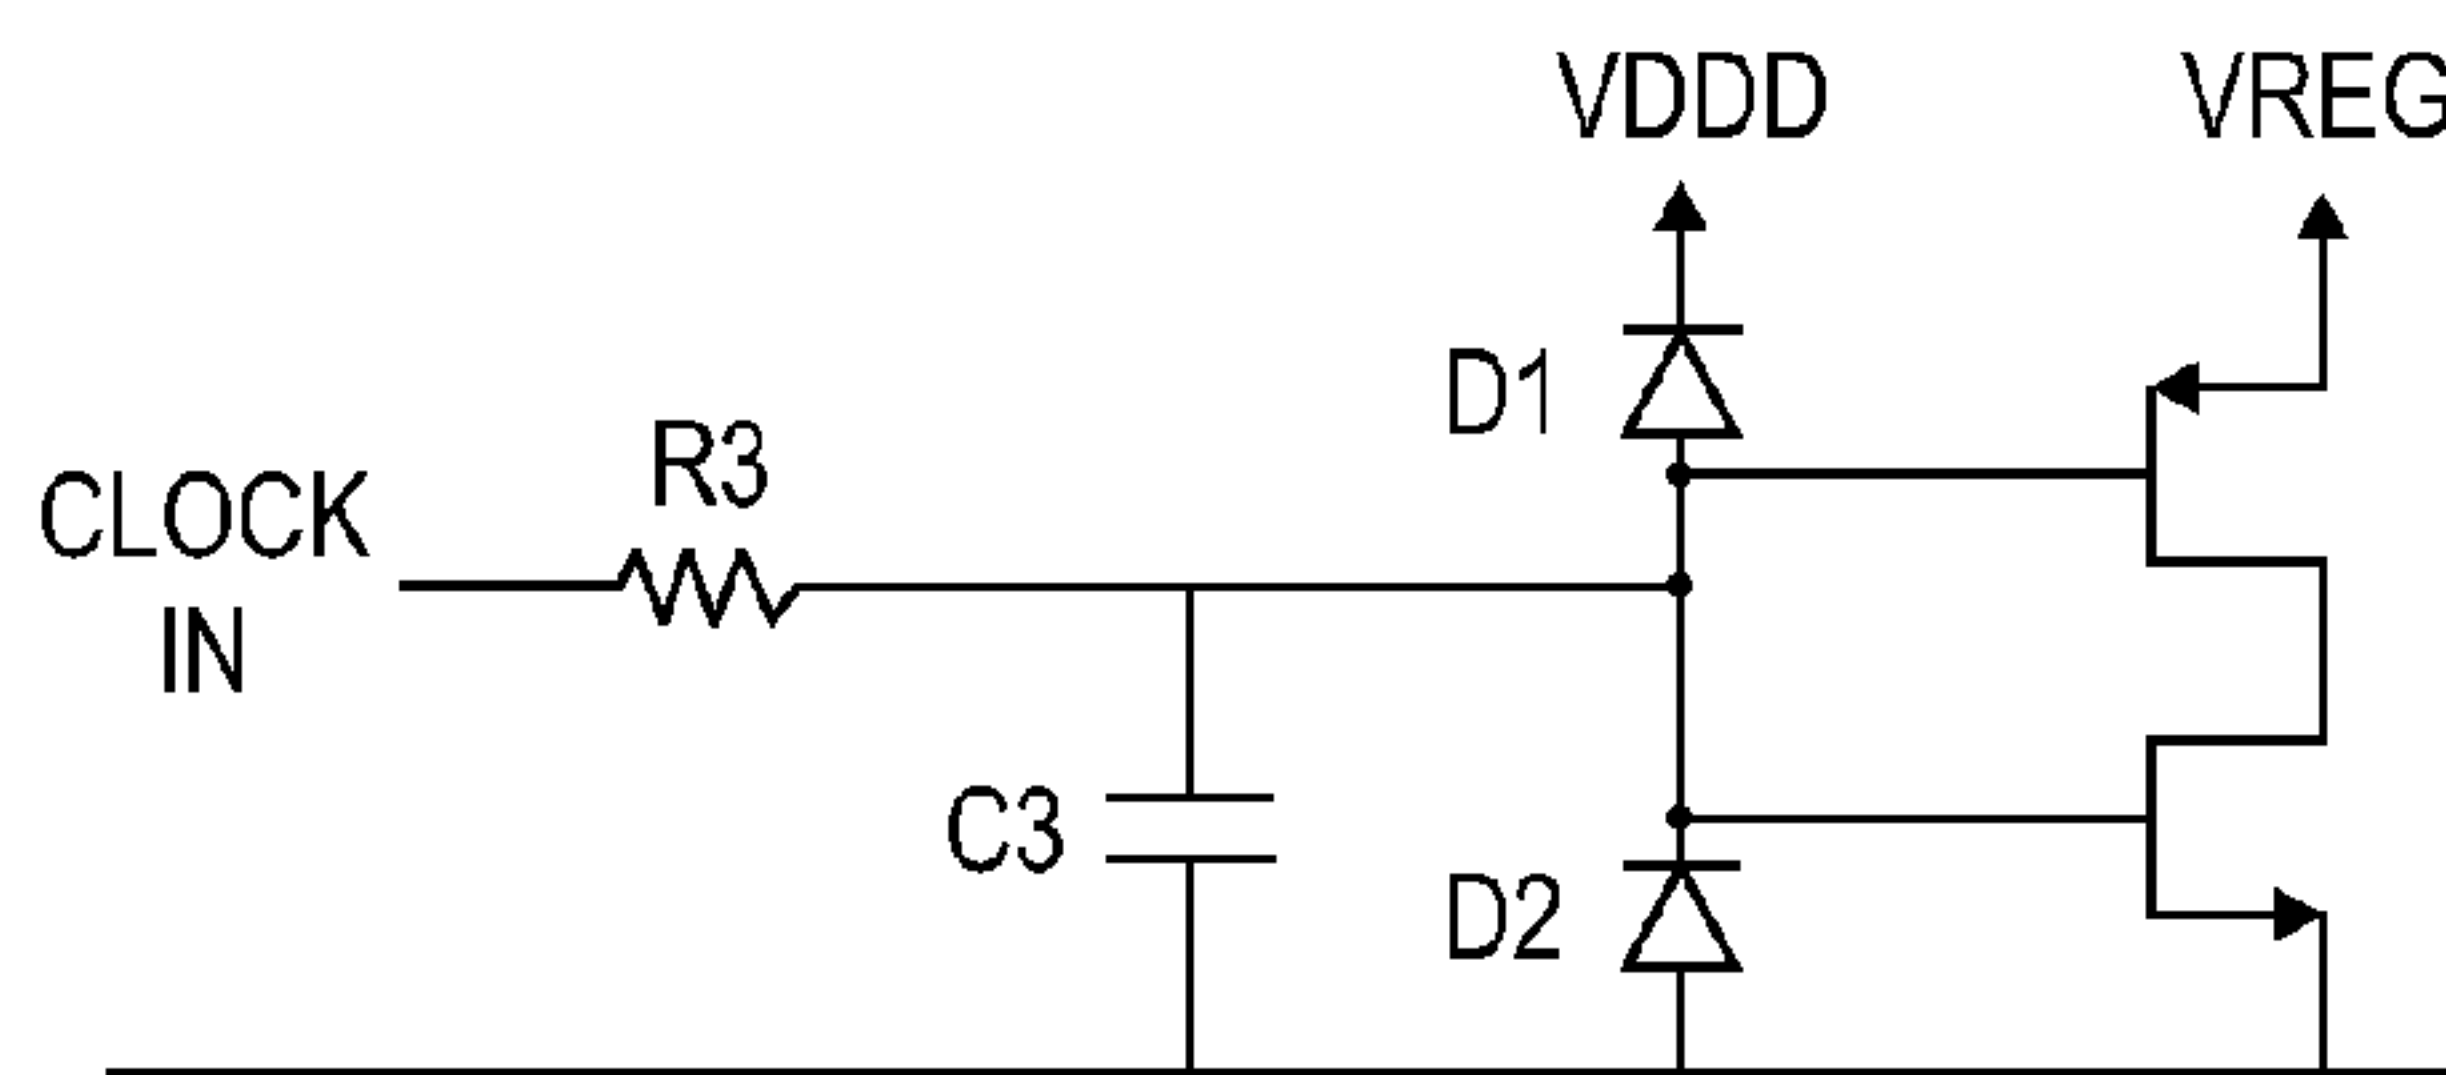 VDDD
VREG
D1
R3
CLOCK
IN
C3
D2